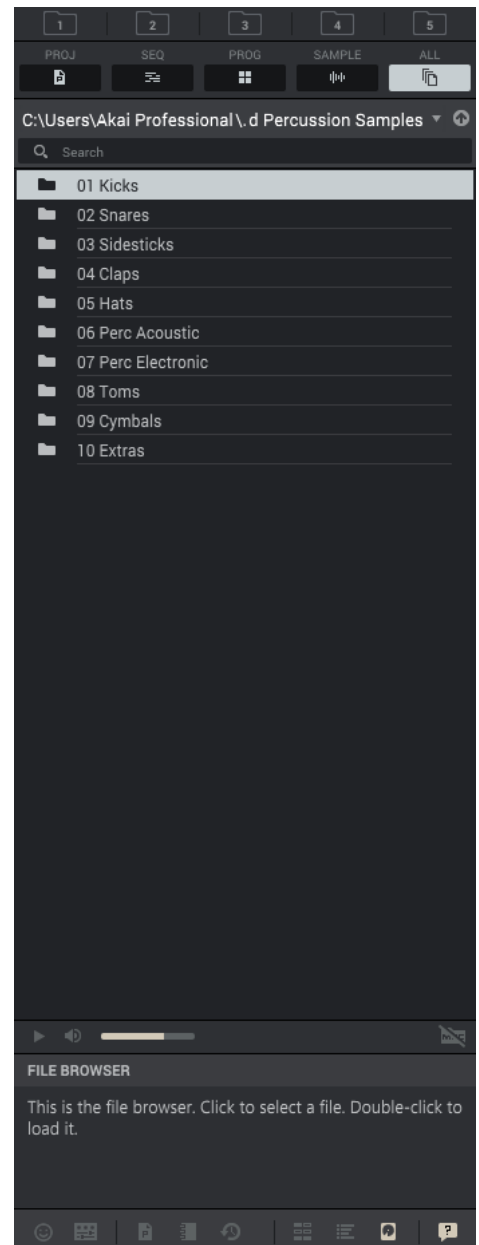 1 2 3 4 5
PROJ SEQ PROG SAMPLE ALL
C:\Users\Akai Professional\. d Percussion Samples
Search
01 Kicks
02 Snares
03 Sidesticks
04 Claps
05 Hats
06 Perc Acoustic
07 Perc Electronic
08 Toms
09 Cymbals
10 Extras
FILE BROWSER
This is the file browser. Click to select a file. Double-click to
load it.